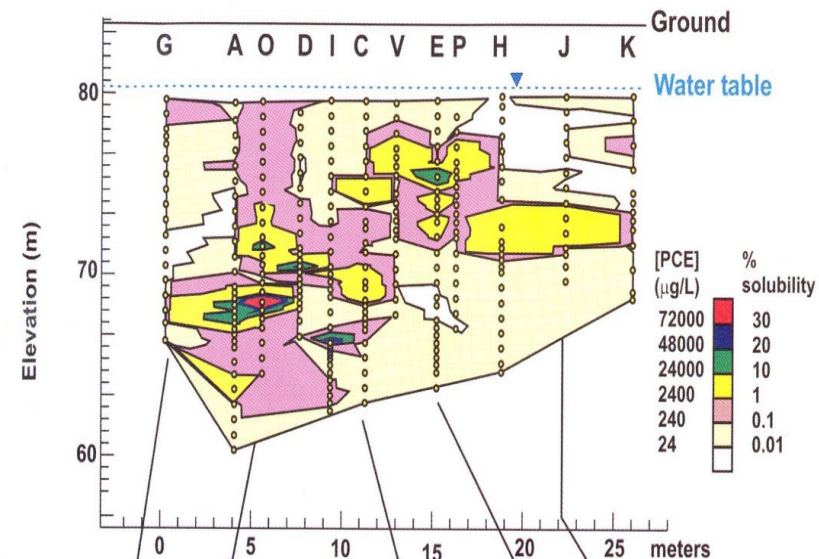 Ground
G A O D I C V E P H J K
80
Water table
Elevation (m)
70
60
[PCE] %
(µg/L) solubility
72000 30
48000 20
24000 10
2400 1
240 0.1
24 0.01
0 5 10 15 20 25 meters